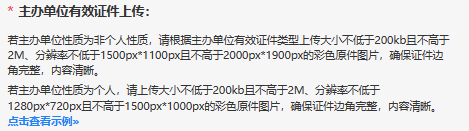 * 主办单位有效证件上传：
若主办单位性质为非个人性质，请根据主办单位有效证件类型上传大小不低于200kb且不高于
2M、分辨率不低于1500px*1100px且不高于2000px*1900px的彩色原件图片，确保证件边
角完整，内容清晰。
若主办单位性质为个人，请上传大小不低于200kb且不高于2M、分辨率不低于
1280px*720px且不高于1500px*1000px的彩色原件图片，确保证件边角完整，内容清晰。
点击查看示例»